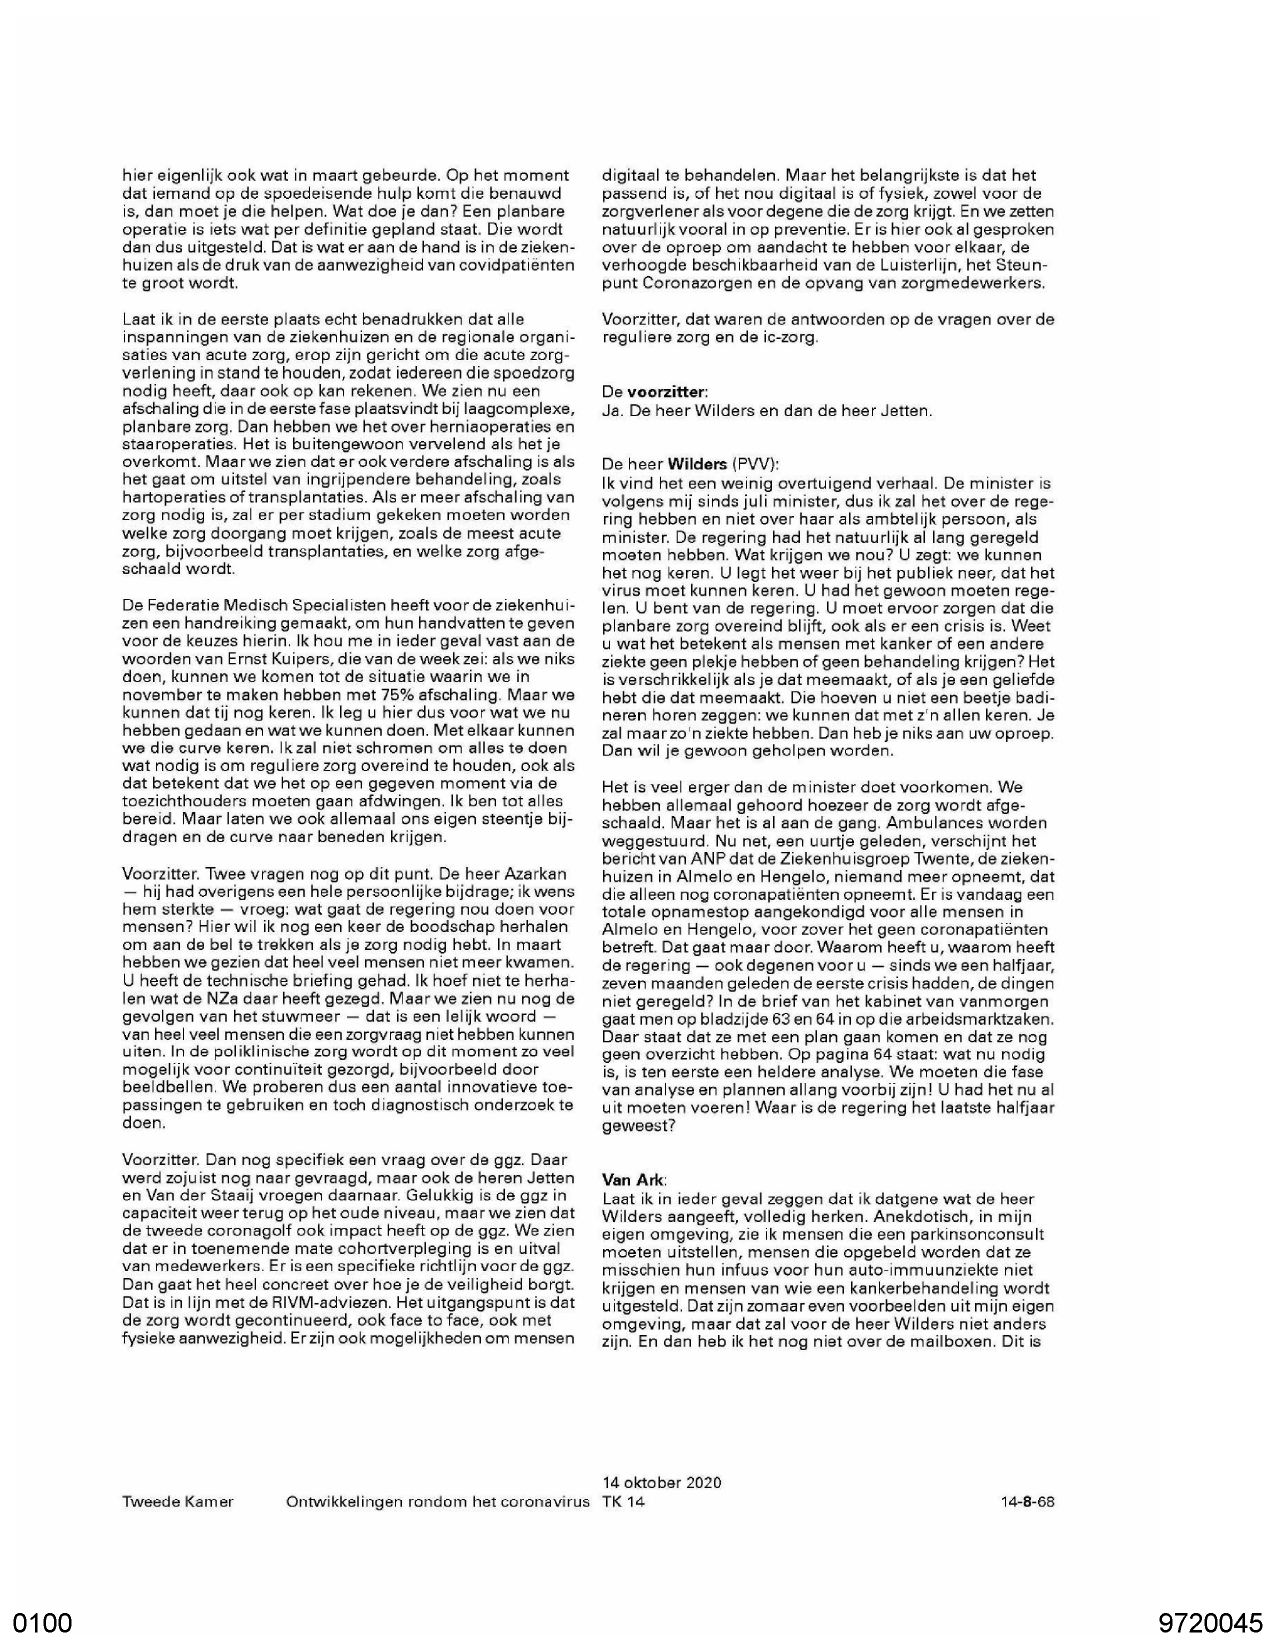 hier eigenlijk ook wat in maart gebeurde. Op het moment
dat iemand op de spoedeisende hulp komt die benauwd
is, dan moet je die helpen. Wat doe je dan? Een planbare
operatie is iets wat per definitie gepland staat. Die wordt
dan dus uitgesteld. Dat is wat er aan de hand is in de zieken-
huizen als de druk van de aanwezigheid van covidpatiënten
te groot wordt.
Laat ik in de eerste plaats echt benadrukken dat alle
inspanningen van de ziekenhuizen en de regionale organi-
saties van acute zorg, erop zijn gericht om die acute zorg-
verlening in stand te houden, zodat iedereen die spoedzorg
nodig heeft, daar ook op kan rekenen. We zien nu een
afschaling die in de eerste fase plaatsvindt bij laagcomplexe,
planbare zorg. Dan hebben we het over herniaoperaties en
staaroperaties. Het is buitengewoon vervelend als het je
overkomt. Maar we zien dat er ook verdere afschaling is als
het gaat om uitstel van ingrijpendere behandeling, zoals
hartoperaties of transplantaties. Als er meer afschaling van
zorg nodig is, zal er per stadium gekeken moeten worden
welke zorg doorgang moet krijgen, zoals de meest acute
zorg, bijvoorbeeld transplantaties, en welke zorg afge-
schaald wordt.
De Federatie Medisch Specialisten heeft voor de ziekenhui-
zen een handreiking gemaakt, om hun handvatten te geven
voor de keuzes hierin. Ik hou me in ieder geval vast aan de
woorden van Ernst Kuipers, die van de week zei: als we niks
doen, kunnen we komen tot de situatie waarin we in
november te maken hebben met 75% afschaling. Maar we
kunnen dat tij nog keren. Ik leg u hier dus voor wat we nu
hebben gedaan en wat we kunnen doen. Met elkaar kunnen
we die curve keren. Ik zal niet schromen om alles te doen
wat nodig is om reguliere zorg overeind te houden, ook als
dat betekent dat we het op een gegeven moment via de
toezichthouders moeten gaan afdwingen. Ik ben tot alles
bereid. Maar laten we ook allemaal ons eigen steentje bij-
dragen en de curve naar beneden krijgen.
Voorzitter. Twee vragen nog op dit punt. De heer Azarkan
— hij had overigens een hele persoonlijke bijdrage; ik wens
hem sterkte — vroeg: wat gaat de regering nou doen voor
mensen? Hier wil ik nog een keer de boodschap herhalen
om aan de bel te trekken als je zorg nodig hebt. In maart
hebben we gezien dat heel veel mensen niet meer kwamen.
U heeft de technische briefing gehad. Ik hoef niet te herha-
len wat de NZa daar heeft gezegd. Maar we zien nu nog de
gevolgen van het stuwmeer — dat is een lelijk woord —
van heel veel mensen die een zorgvraag niet hebben kunnen
uiten. In de poliklinische zorg wordt op dit moment zo veel
mogelijk voor continuïteit gezorgd, bijvoorbeeld door
beeldbellen. We proberen dus een aantal innovatieve toe-
passingen te gebruiken en toch diagnostisch onderzoek te
doen.
Voorzitter. Dan nog specifiek een vraag over de ggz. Daar
werd zojuist nog naar gevraagd, maar ook de heren Jetten
en Van der Staaij vroegen daarnaar. Gelukkig is de ggz in
capaciteit weer terug op het oude niveau, maar we zien dat
de tweede coronagolf ook impact heeft op de ggz. We zien
dat er in toenemende mate cohortverpleging is en uitval
van medewerkers. Er is een specifieke richtlijn voor de ggz.
Dan gaat het heel concreet over hoe je de veiligheid borgt.
Dat is in lijn met de RIVM-adviezen. Het uitgangspunt is dat
de zorg wordt gecontinueerd, ook face to face, ook met
fysieke aanwezigheid. Er zijn ook mogelijkheden om mensen
digitaal te behandelen. Maar het belangrijkste is dat het
passend is, of het nou digitaal is of fysiek, zowel voor de
zorgverlener als voor degene die de zorg krijgt. En we zetten
natuurlijk vooral in op preventie. Er is hier ook al gesproken
over de oproep om aandacht te hebben voor elkaar, de
verhoogde beschikbaarheid van de Luisterlijn, het Steun-
punt Coronazorgen en de opvang van zorgmedewerkers.
Voorzitter, dat waren de antwoorden op de vragen over de
reguliere zorg en de ic-zorg.
De voorzitter:
Ja. De heer Wilders en dan de heer Jetten.
De heer Wilders (PVV):
Ik vind het een weinig overtuigend verhaal. De minister is
volgens mij sinds juli minister, dus ik zal het over de rege-
ring hebben en niet over haar als ambtelijk persoon, als
minister. De regering had het natuurlijk al lang geregeld
moeten hebben. Wat krijgen we nou? U zegt: we kunnen
het nog keren. U legt het weer bij het publiek neer, dat het
virus moet kunnen keren. U had het gewoon moeten rege-
len. U bent van de regering. U moet ervoor zorgen dat die
planbare zorg overeind blijft, ook als er een crisis is. Weet
u wat het betekent als mensen met kanker of een andere
ziekte geen plekje hebben of geen behandeling krijgen? Het
is verschrikkelijk als je dat meemaakt, of als je een geliefde
hebt die dat meemaakt. Die hoeven u niet een beetje badi-
neren horen zeggen: we kunnen dat met z'n allen keren. Je
zal maar zo'n ziekte hebben. Dan heb je niks aan uw oproep.
Dan wil je gewoon geholpen worden.
Het is veel erger dan de minister doet voorkomen. We
hebben allemaal gehoord hoezeer de zorg wordt afge-
schaald. Maar het is al aan de gang. Ambulances worden
weggestuurd. Nu net, een uurtje geleden, verschijnt het
bericht van ANP dat de Ziekenhuisgroep Twente, de zieken-
huizen in Almelo en Hengelo, niemand meer opneemt, dat
die alleen nog coronapatiënten opneemt. Er is vandaag een
totale opnamestop aangekondigd voor alle mensen in
Almelo en Hengelo, voor zover het geen coronapatiënten
betreft. Dat gaat maar door. Waarom heeft u, waarom heeft
de regering — ook degenen voor u — sinds we een halfjaar,
zeven maanden geleden de eerste crisis hadden, de dingen
niet geregeld? In de brief van het kabinet van vanmorgen
gaat men op bladzijde 63 en 64 in op die arbeidsmarktzaken.
Daar staat dat ze met een plan gaan komen en dat ze nog
geen overzicht hebben. Op pagina 64 staat: wat nu nodig
is, is ten eerste een heldere analyse. We moeten die fase
van analyse en plannen allang voorbij zijn! U had het nu al
uit moeten voeren! Waar is de regering het laatste halfjaar
geweest?
Van Ark:
Laat ik in ieder geval zeggen dat ik datgene wat de heer
Wilders aangeeft, volledig herken. Anekdotisch, in mijn
eigen omgeving, zie ik mensen die een parkinsonconsult
moeten uitstellen, mensen die opgebeld worden dat ze
misschien hun infuus voor hun auto-immuunziekte niet
krijgen en mensen van wie een kankerbehandeling wordt
uitgesteld. Dat zijn zomaar even voorbeelden uit mijn eigen
omgeving, maar dat zal voor de heer Wilders niet anders
zijn. En dan heb ik het nog niet over de mailboxen. Dit is
14 oktober 2020
Tweede Kamer Ontwikkelingen rondom het coronavirus TK 14 14-8-68
0100 9720045